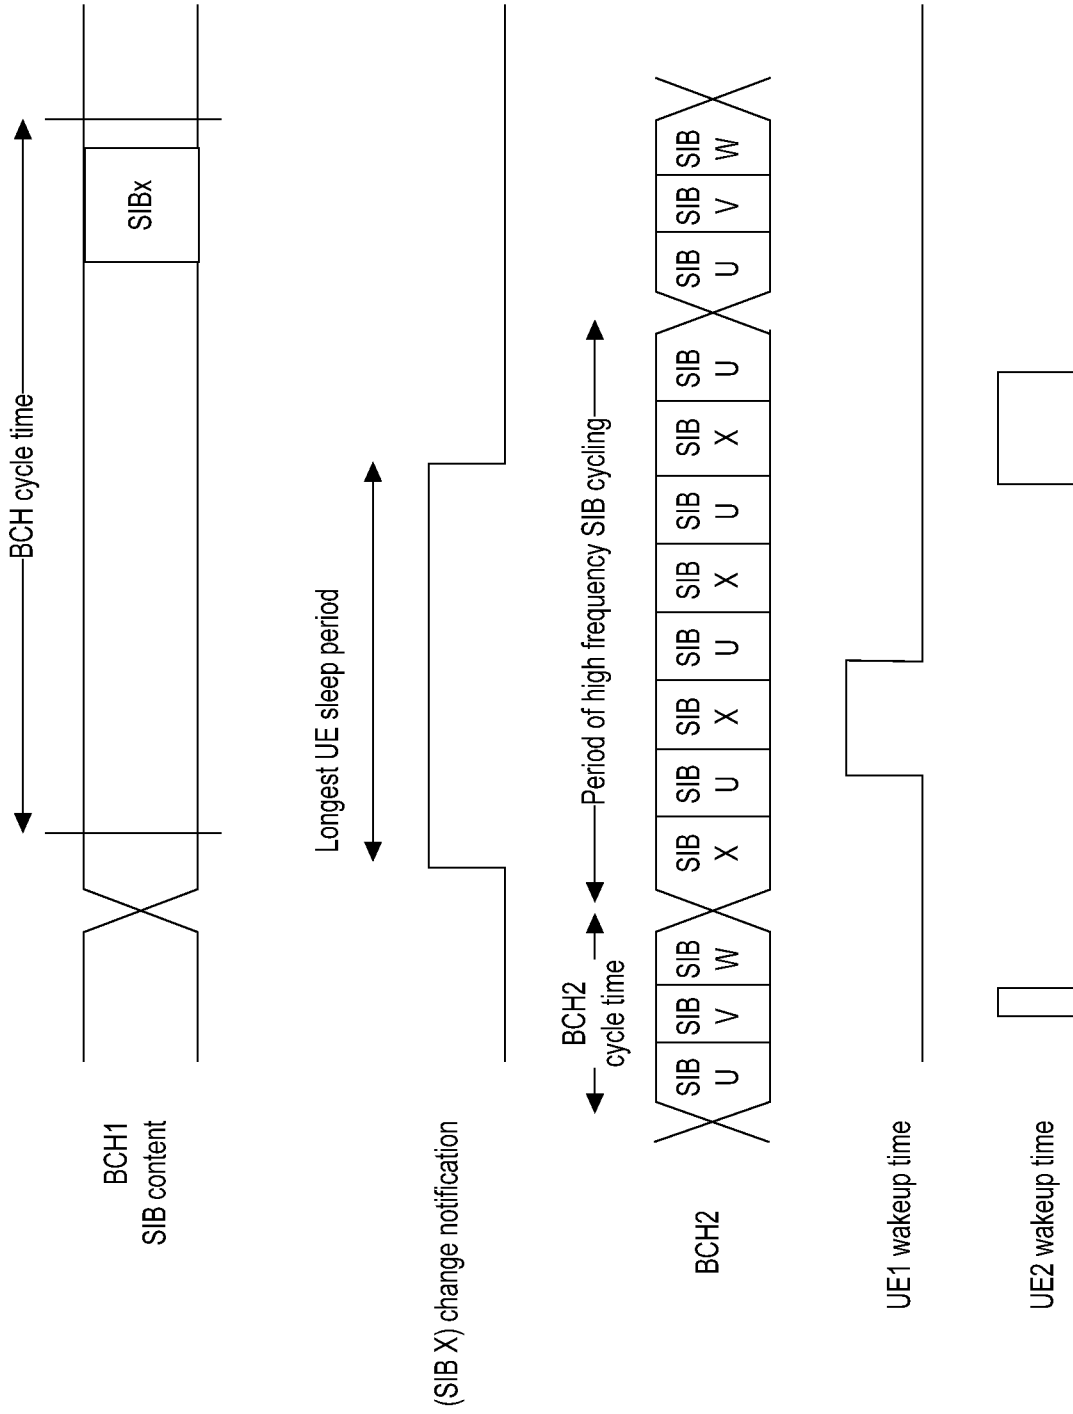 BCH cycle time
BCH1
SIB content
SIBx
Longest UE sleep period
(SIB X) change notification
BCH2
cycle time
Period of high frequency SIB cycling
BCH2
SIB
U
SIB
V
SIB
W
SIB
X
SIB
U
SIB
X
SIB
U
SIB
X
SIB
U
SIB
X
SIB
U
SIB
U
SIB
V
SIB
W
UE1 wakeup time
UE2 wakeup time